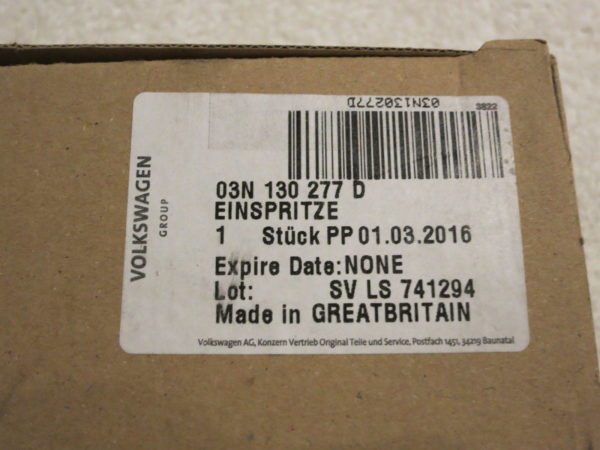 03N130277D
3822
VOLKSWAGEN
GROUP
03N 130 277 D
EINSPRITZE
1 Stück PP 01.03.2016
Expire Date:NONE
Lot: SV LS 741294
Made in GREATBRITAIN
Volkswagen AG, Konzern Vertrieb Original Teile und Service, Postfach 1451, 34219 Baunatal